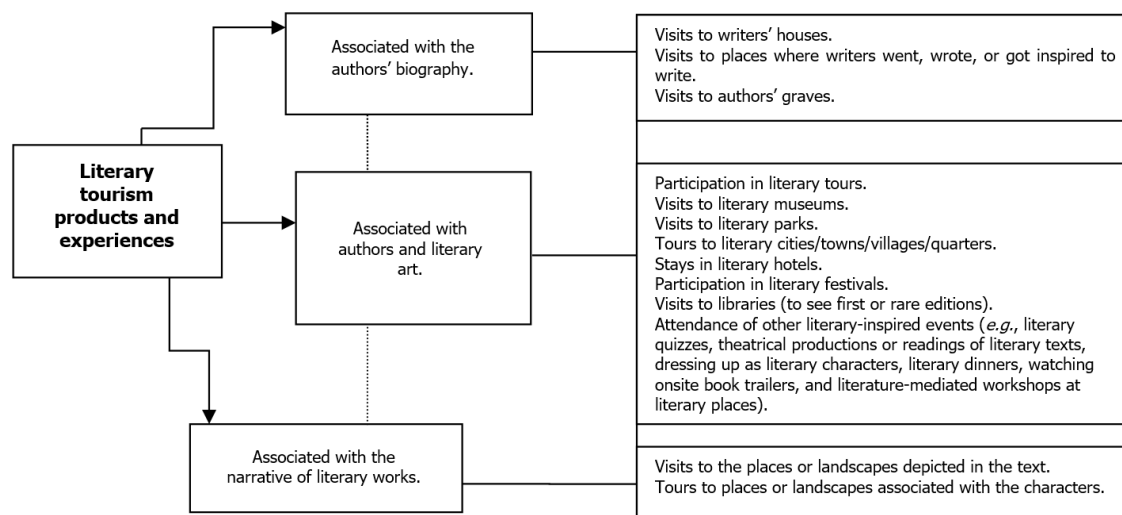 Associated with the
authors' biography.
Visits to writers' houses.
Visits to places where writers went, wrote, or got inspired to
write.
Visits to authors' graves.
Literary
tourism
products and
experiences
Associated with
authors and literary
art.
Participation in literary tours.
Visits to literary museums.
Visits to literary parks.
Tours to literary cities/towns/villages/quarters.
Stays in literary hotels.
Participation in literary festivals.
Visits to libraries (to see first or rare editions).
Attendance of other literary-inspired events (e.g., literary
quizzes, theatrical productions or readings of literary texts,
dressing up as literary characters, literary dinners, watching
onsite book trailers, and literature-mediated workshops at
literary places).
Associated with the
narrative of literary works.
Visits to the places or landscapes depicted in the text.
Tours to places or landscapes associated with the characters.